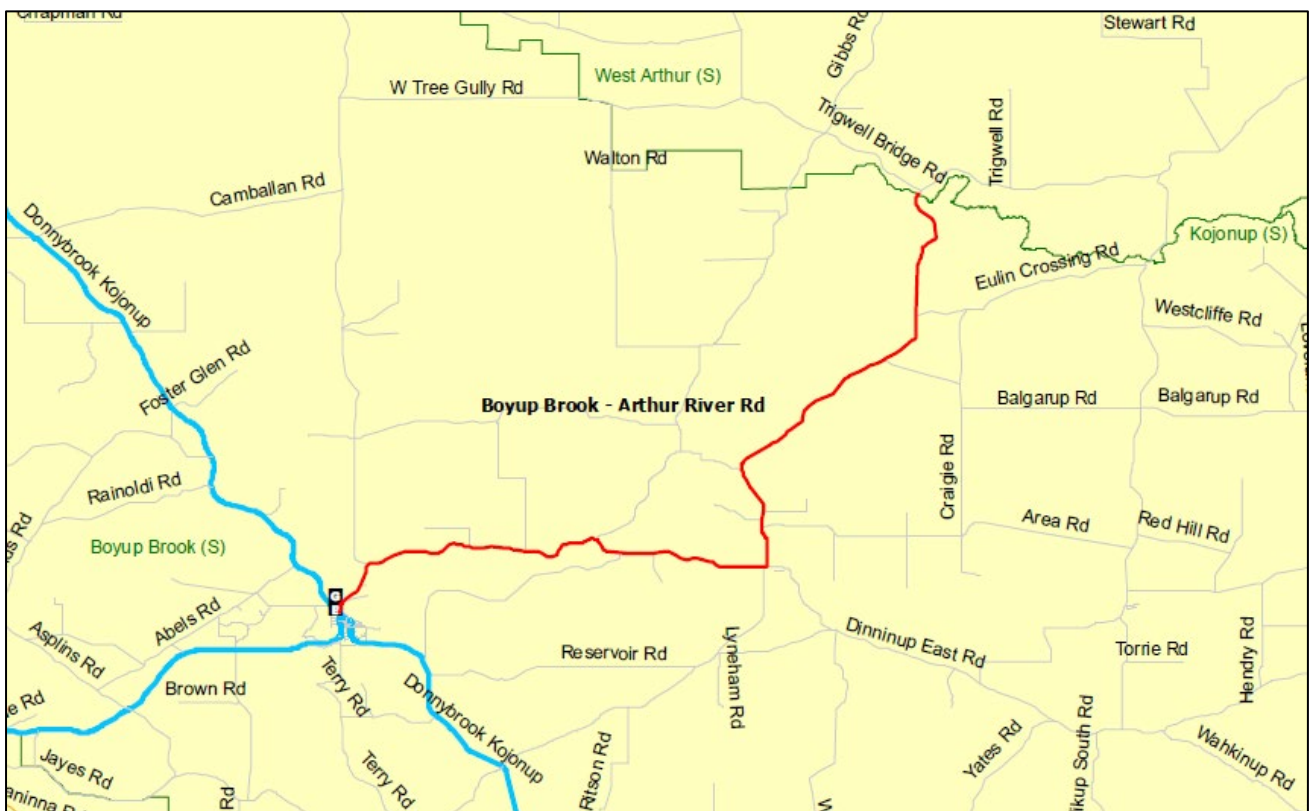 Chapman Rd
Stewart Rd
Gibbs Rd
West Arthur (S)
W Tree Gully Rd
Trigwell Bridge Rd
Trigwell Rd
Walton Rd
Camballan Rd
Donnybrook Kojonup
Kojonup (S)
Eulin Crossing Rd
Westcliffe Rd
Foster Glen Rd
Boyup Brook - Arthur River Rd
Balgarup Rd
Balgarup Rd
Craigie Rd
Rainoldi Rd
Area Rd
Red Hill Rd
Boyup Brook (S)
Abels Rd
Asplins Rd
Lyneham Rd
Dinninup East Rd
Reservoir Rd
Torrie Rd
Hendry Rd
Brown Rd
Terry Rd
Donnybrook Kojonup
Rd
Yates Rd
Wahkinup Rd
Jayes Rd
Terry Rd
Ritson Rd
Rd